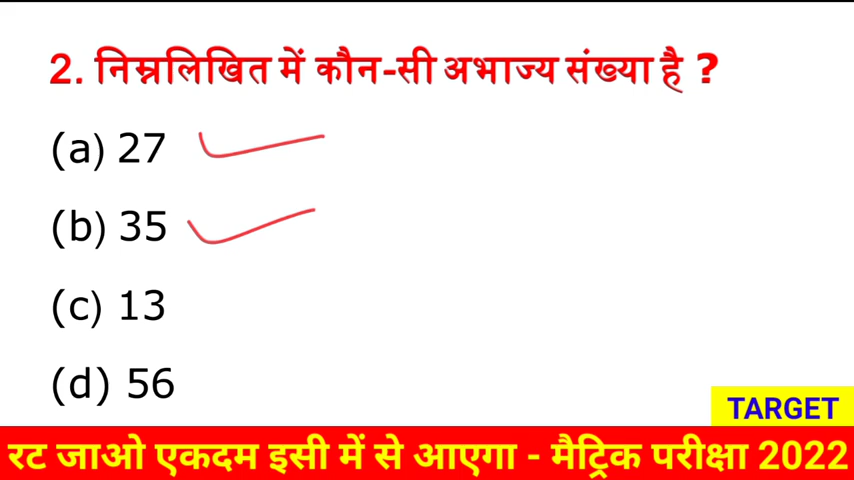 2. निम्नलिखित में कौन-सी अभाज्य संख्या है ?
(a) 27
(b) 35
(c) 13
(d) 56
TARGET
रट जाओ एकदम इसी में से आएगा - मैट्रिक परीक्षा 2022